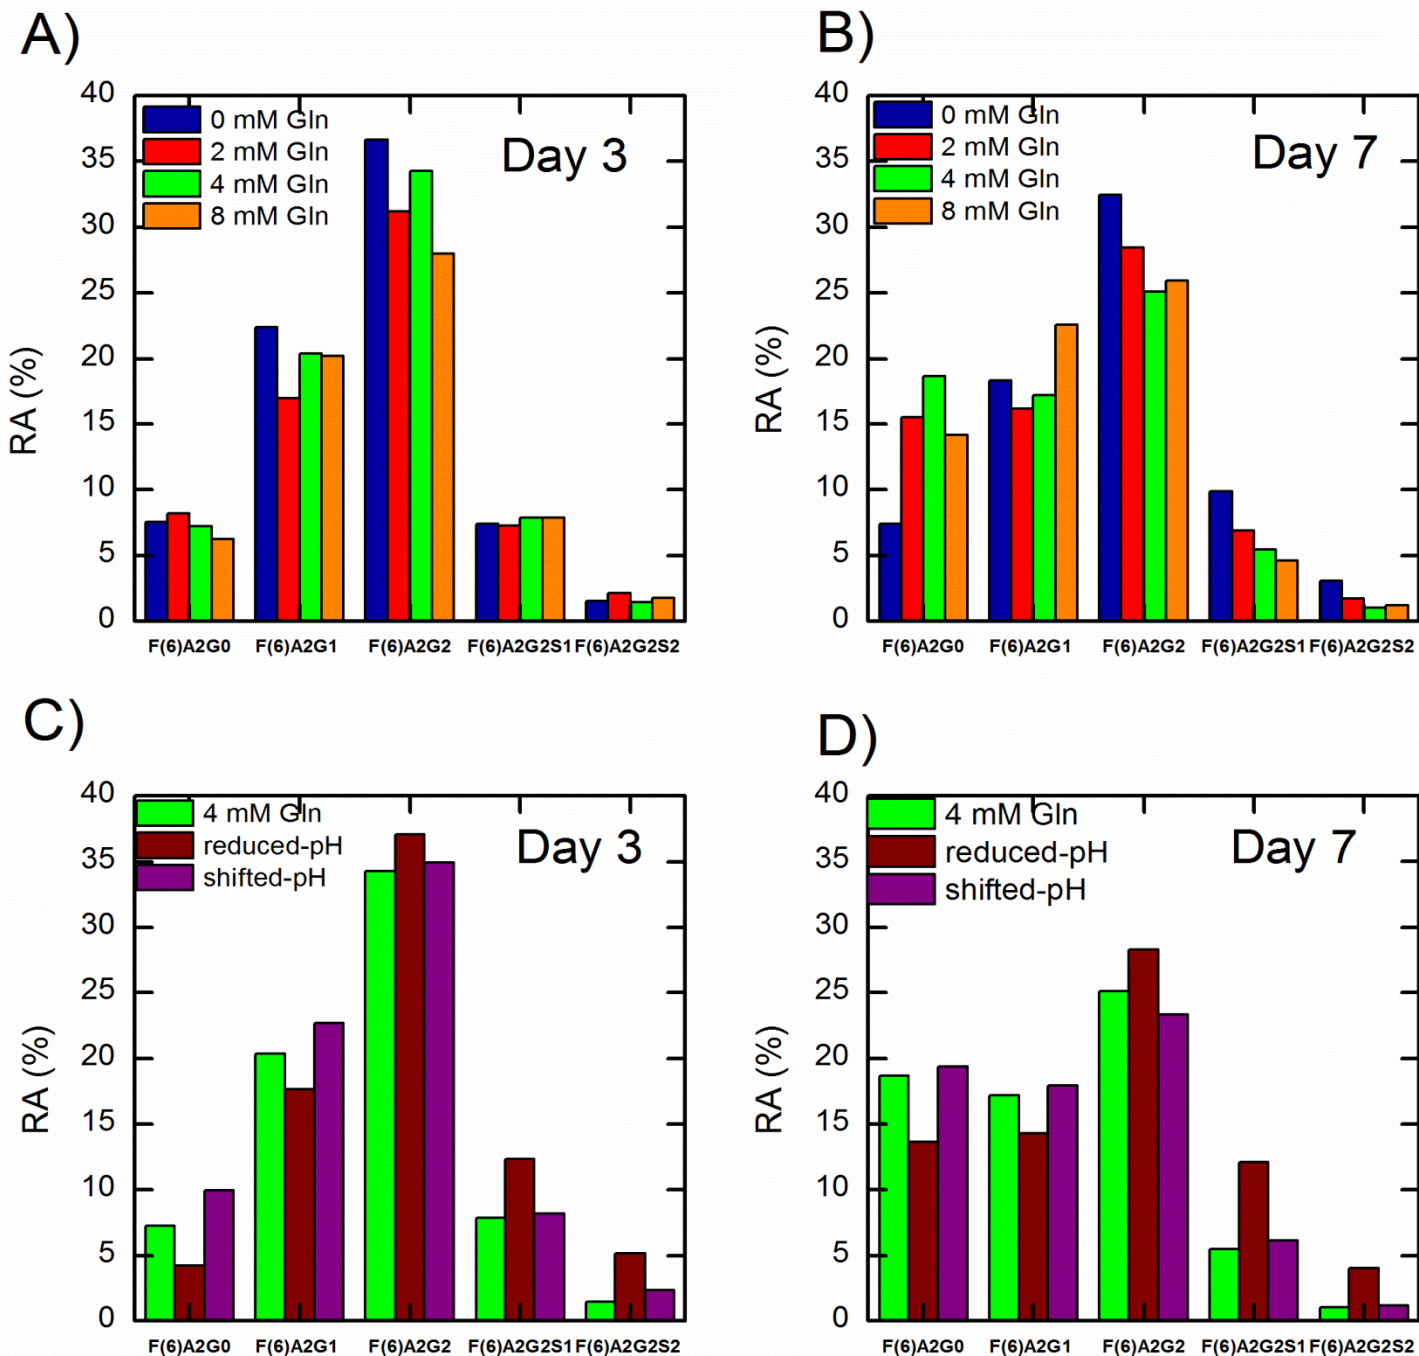 A)
40
35
30
25
20
15
10
5
0
RA (%)
0 mM Gln
2 mM Gln
4 mM Gln
8 mM Gln
Day 3
F(6)A2G0 F(6)A2G1 F(6)A2G2 F(6)A2G2S1 F(6)A2G2S2
B)
40
35
30
25
20
15
10
5
0
RA (%)
0 mM Gln
2 mM Gln
4 mM Gln
8 mM Gln
Day 7
F(6)A2G0 F(6)A2G1 F(6)A2G2 F(6)A2G2S1 F(6)A2G2S2
C)
40
35
30
25
20
15
10
5
0
RA (%)
4 mM Gln
reduced-pH
shifted-pH
Day 3
F(6)A2G0 F(6)A2G1 F(6)A2G2 F(6)A2G2S1 F(6)A2G2S2
D)
40
35
30
25
20
15
10
5
0
RA (%)
4 mM Gln
reduced-pH
shifted-pH
Day 7
F(6)A2G0 F(6)A2G1 F(6)A2G2 F(6)A2G2S1 F(6)A2G2S2